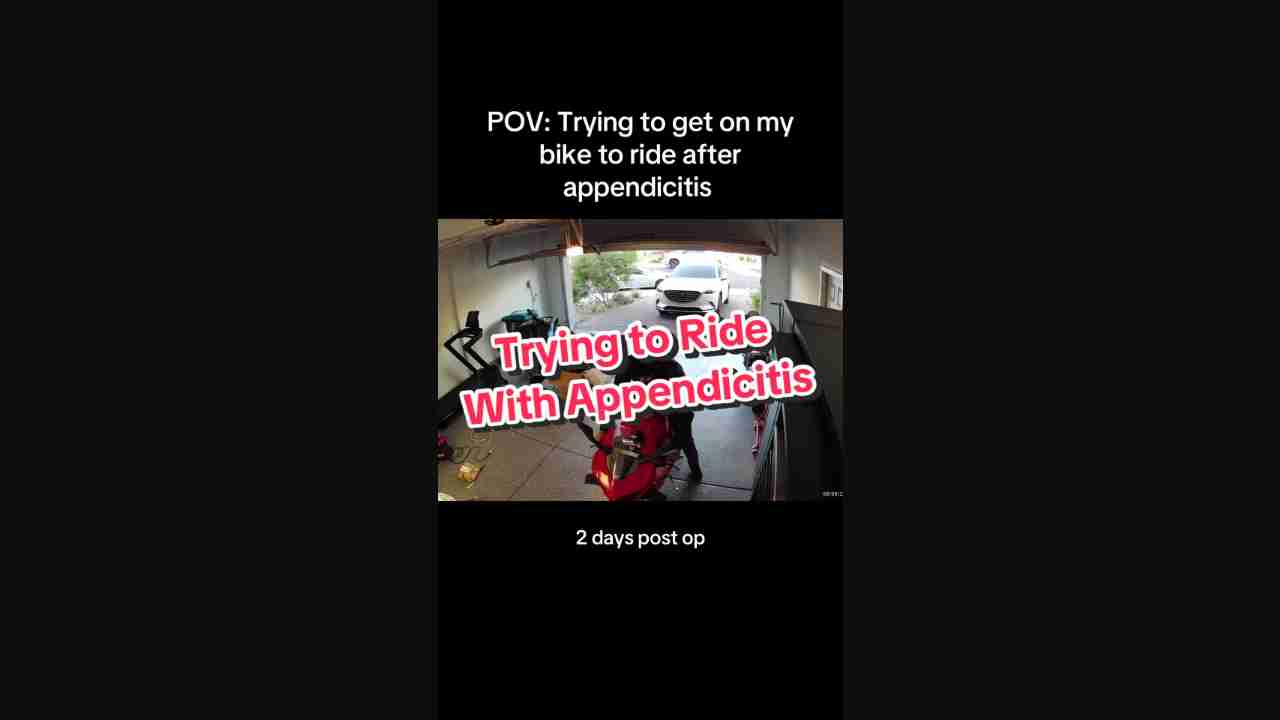 POV: Trying to get on my
bike to ride after
appendicitis
Trying to Ride
With Appendicitis
2 days post op